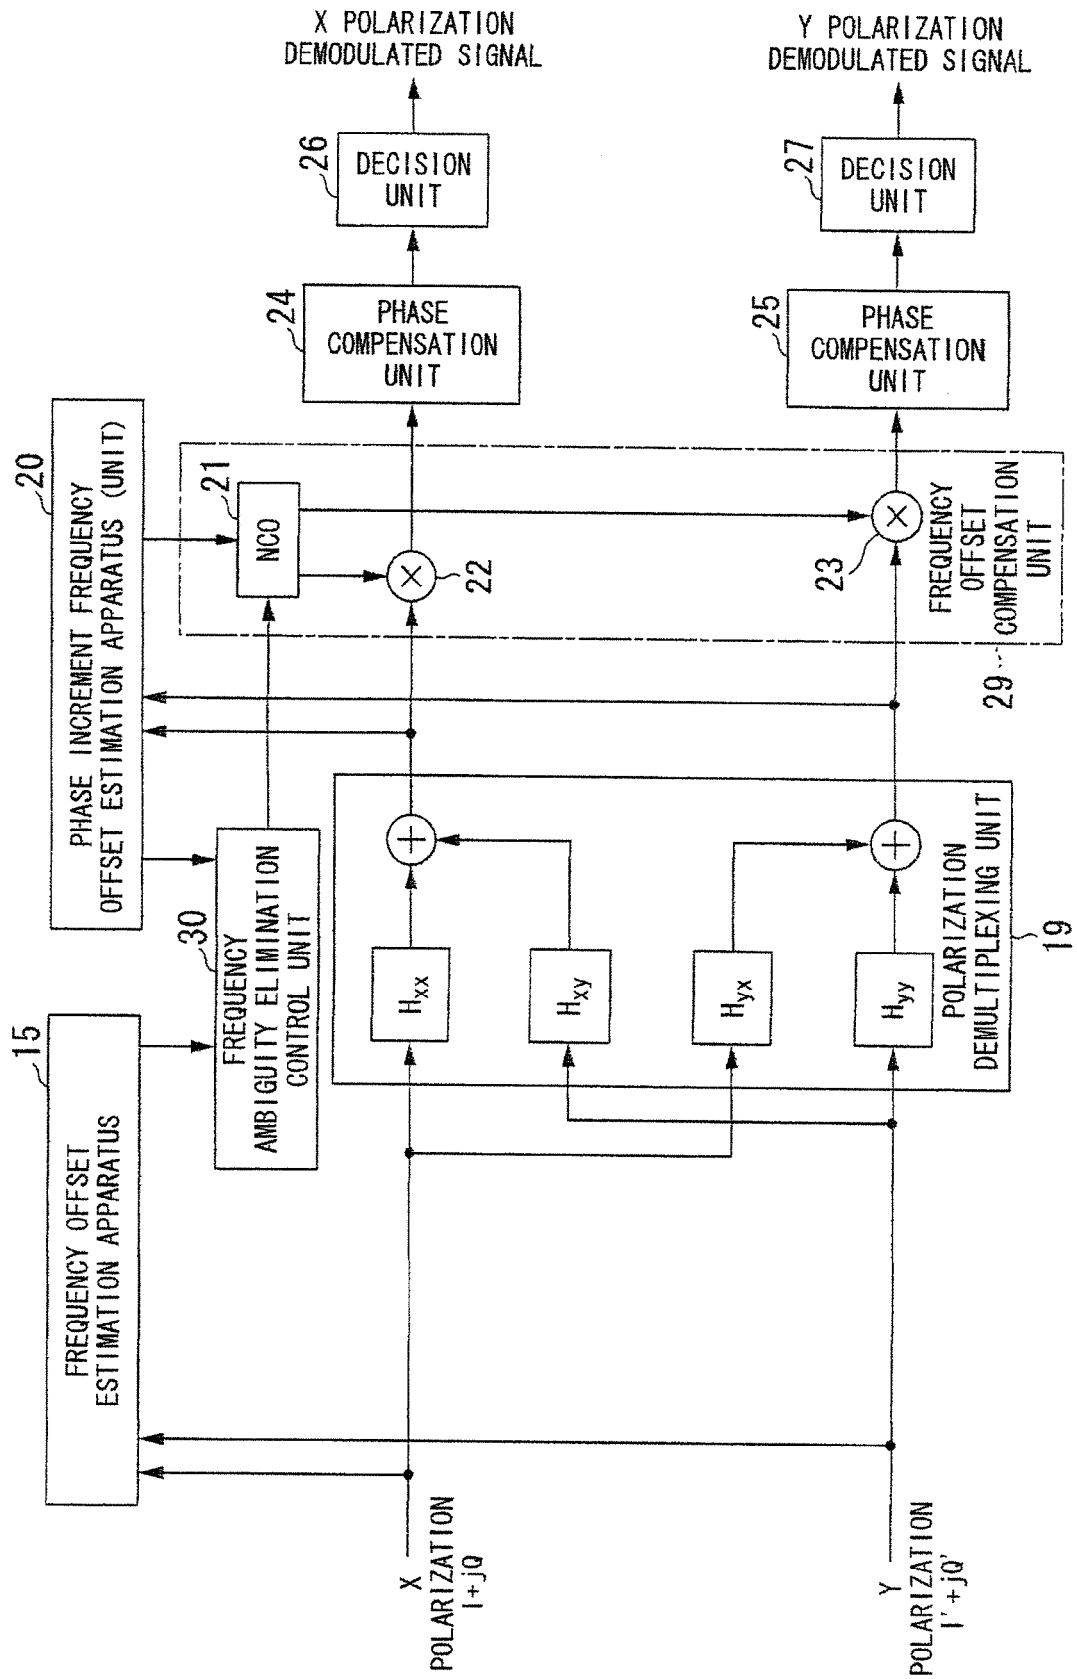 X POLARIZATION
DEMODULATED SIGNAL
Y POLARIZATION
DEMODULATED SIGNAL
26
DECISION
UNIT
27
DECISION
UNIT
24
PHASE
COMPENSATION
UNIT
25
PHASE
COMPENSATION
UNIT
20
PHASE INCREMENT FREQUENCY
OFFSET ESTIMATION APPARATUS (UNIT)
21
NCO
22
23
FREQUENCY
OFFSET
COMPENSATION
UNIT
29
30
FREQUENCY
AMBIGUITY ELIMINATION
CONTROL UNIT
Hxx
Hxy
Hyx
Hyy
POLARIZATION
DEMULTIPLEXING UNIT
19
15
FREQUENCY OFFSET
ESTIMATION APPARATUS
X
POLARIZATION
I+jQ
Y
POLARIZATION
I'+jQ'